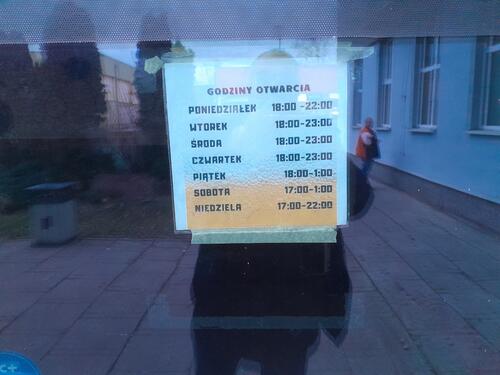 GODZINY OTWARCIA
PONIEDZIAŁEK 18:00-22:00
WTOREK 18:00-23:00
ŚRODA 18:00-23:00
CZWARTEK 18:00-23:00
PIĄTEK 18:00-1:00
SOBOTA 17:00-1:00
NIEDZIELA 17:00-22:00